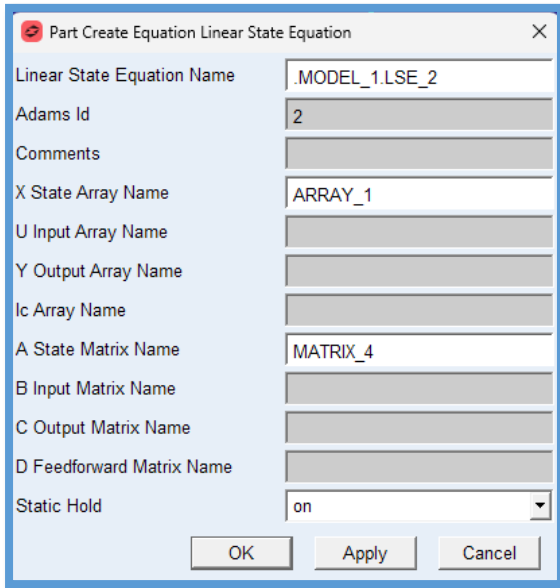 Part Create Equation Linear State Equation
Linear State Equation Name .MODEL_1.LSE_2
Adams Id 2
Comments
X State Array Name ARRAY_1
U Input Array Name
Y Output Array Name
Ic Array Name
A State Matrix Name MATRIX_4
B Input Matrix Name
C Output Matrix Name
D Feedforward Matrix Name
Static Hold on
OK Apply Cancel